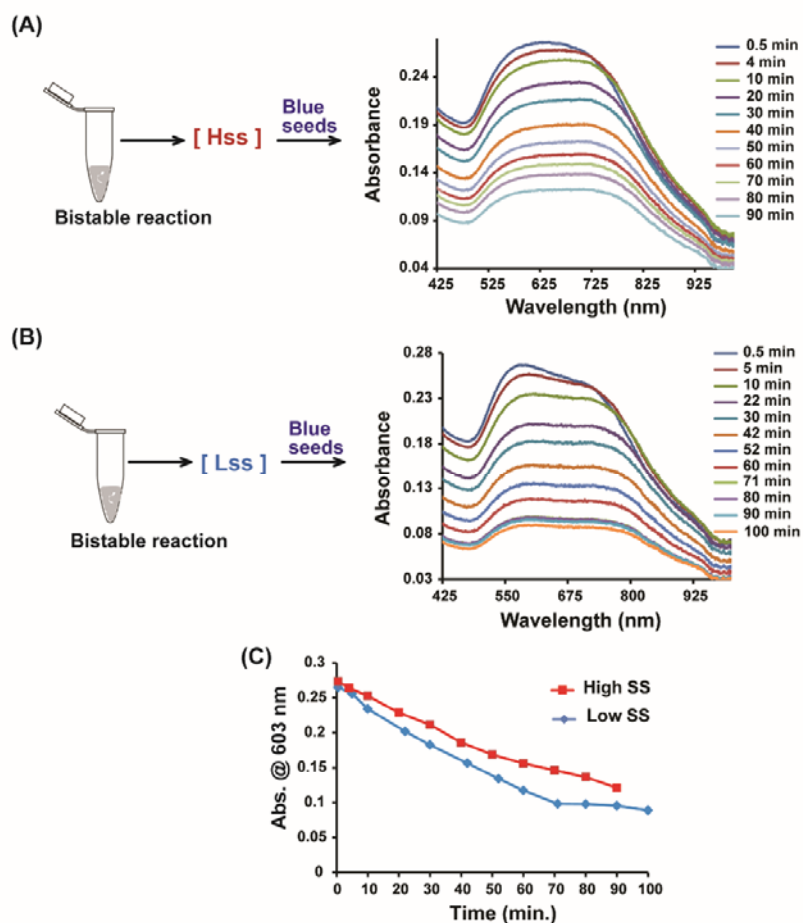 (A)
Bistable reaction
[ Hss ]
Blue
seeds
Absorbance
0.24
0.19
0.14
0.09
0.04
425 525 625 725 825 925
Wavelength (nm)
0.5 min
4 min
10 min
20 min
30 min
40 min
50 min
60 min
70 min
80 min
90 min
(B)
Bistable reaction
[ Lss ]
Blue
seeds
Absorbance
0.28
0.23
0.18
0.13
0.08
0.03
425 550 675 800 925
Wavelength (nm)
0.5 min
5 min
10 min
22 min
30 min
42 min
52 min
60 min
71 min
80 min
90 min
100 min
(C)
Abs. @ 603 nm
0.3
0.25
0.2
0.15
0.1
0.05
0
0 10 20 30 40 50 60 70 80 90 100
Time (min.)
High SS
Low SS